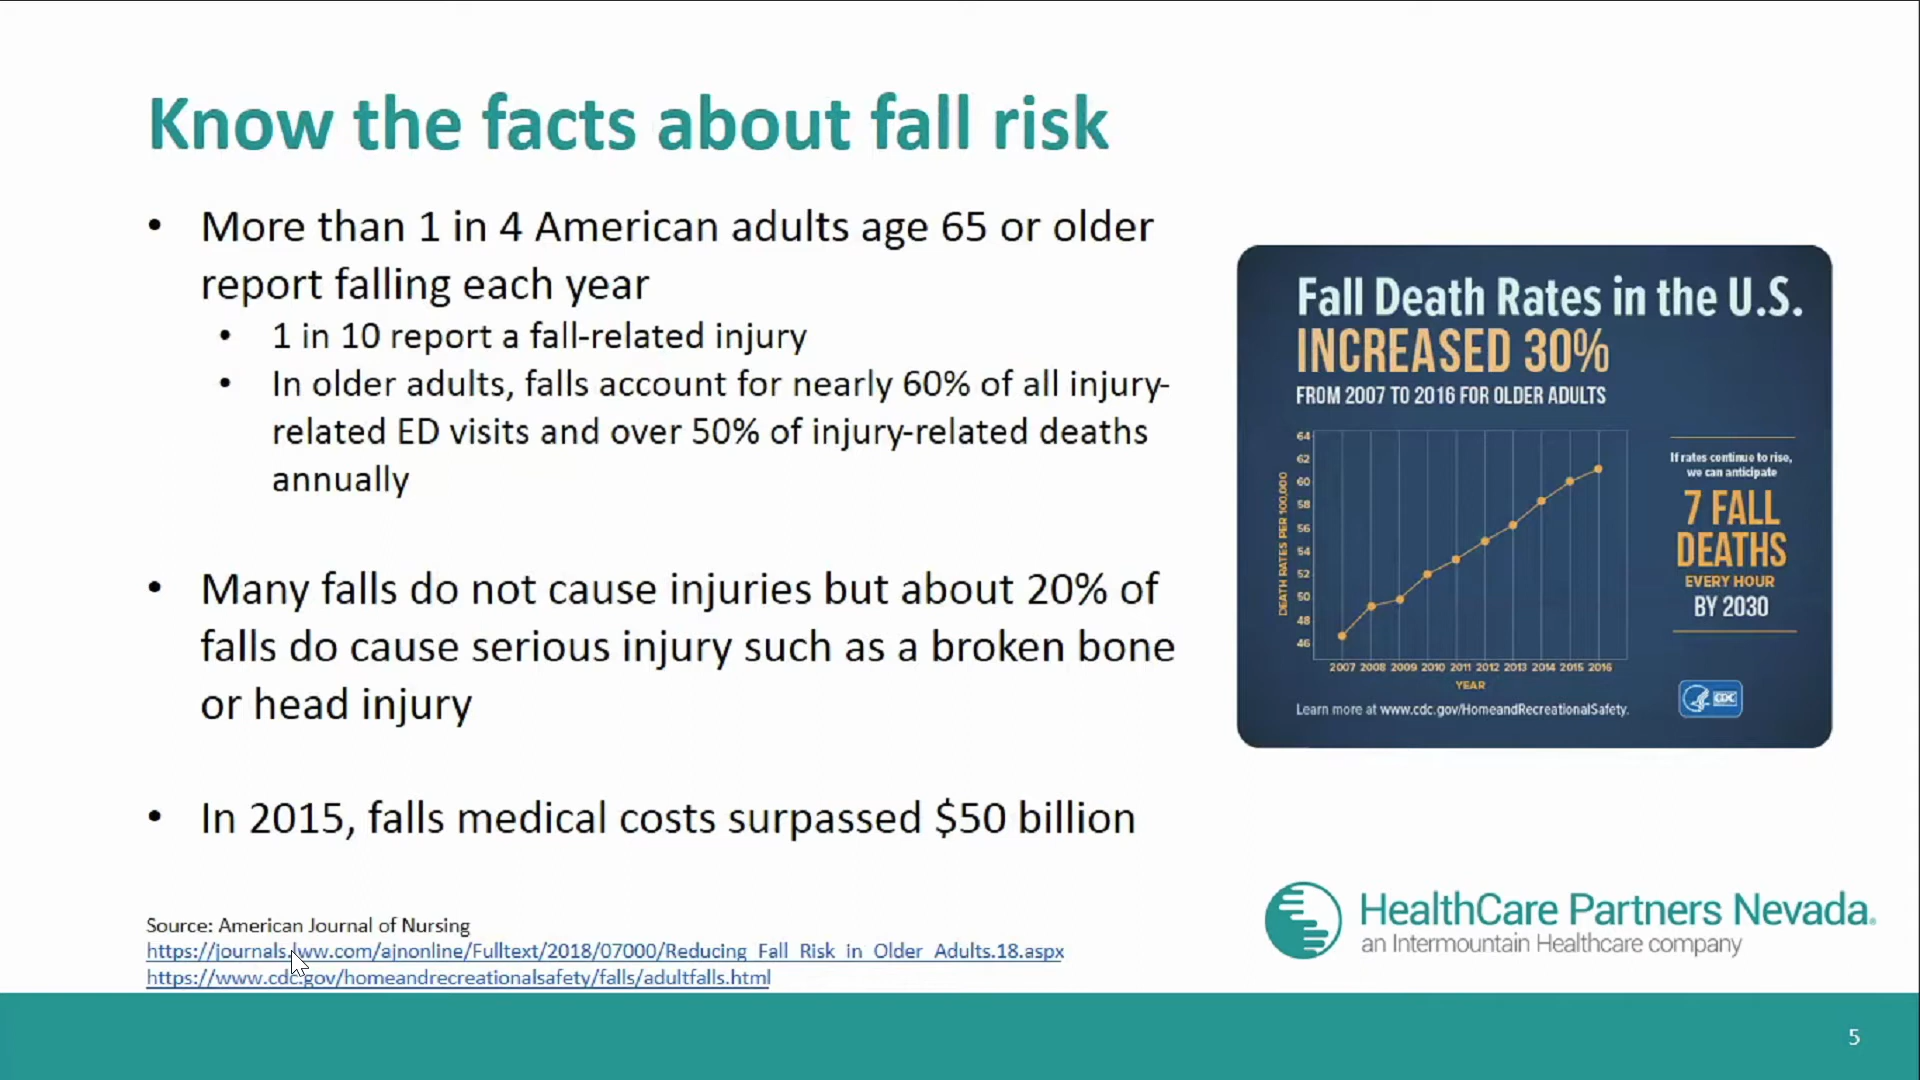 Know the facts about fall risk
• More than 1 in 4 American adults age 65 or older
report falling each year
• 1 in 10 report a fall-related injury
• In older adults, falls account for nearly 60% of all injury-
related ED visits and over 50% of injury-related deaths
annually
• Many falls do not cause injuries but about 20% of
falls do cause serious injury such as a broken bone
or head injury
• In 2015, falls medical costs surpassed $50 billion
Source: American Journal of Nursing
https://journals.lww.com/ajnonline/Fulltext/2018/07000/Reducing_Fall_Risk_in_Older_Adults.18.aspx
https://www.cdc.gov/homeandrecreationalsafety/falls/adultfalls.html
Fall Death Rates in the U.S.
INCREASED 30%
FROM 2007 TO 2016 FOR OLDER ADULTS
DEATH RATES PER 100,000
64
62
60
58
56
54
52
50
48
46
2007 2008 2009 2010 2011 2012 2013 2014 2015 2016
YEAR
If rates continue to rise,
we can anticipate
7 FALL
DEATHS
EVERY HOUR
BY 2030
Learn more at www.cdc.gov/HomeandRecreationalSafety.
CDC
HealthCare Partners Nevada.
an Intermountain Healthcare company
5